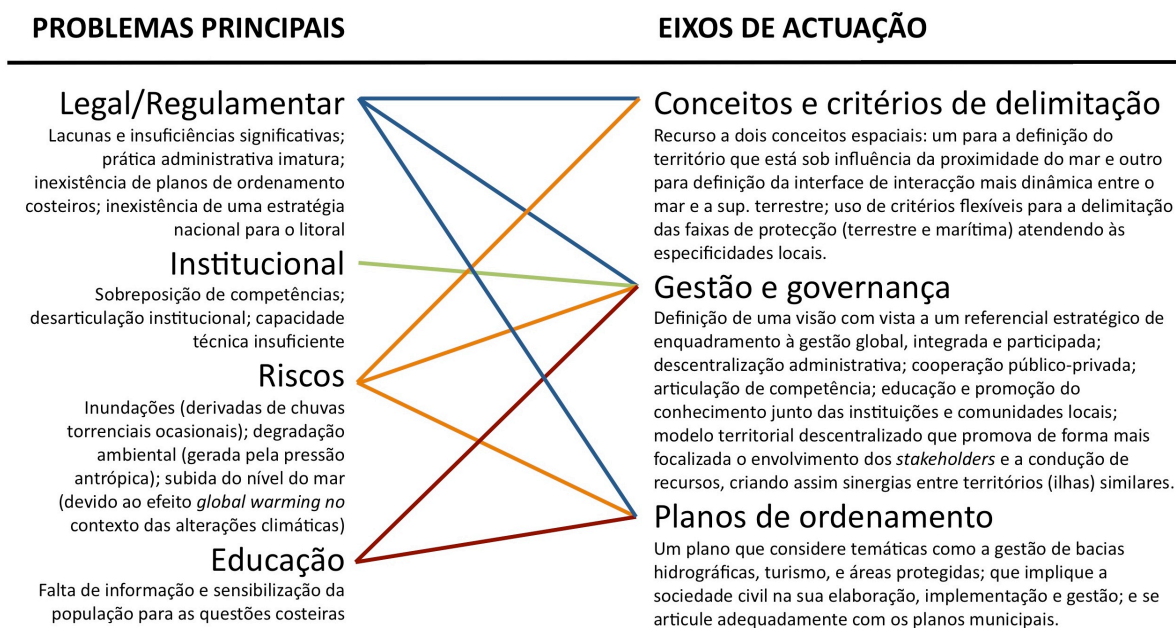 PROBLEMAS PRINCIPAIS
EIXOS DE ACTUAÇÃO
Legal/Regulamentar
Lacunas e insuficiências significativas;
prática administrativa imatura;
inexistência de planos de ordenamento
costeiros; inexistência de uma estratégia
nacional para o litoral
Institucional
Sobreposição de competências;
desarticulação institucional; capacidade
técnica insuficiente
Riscos
Inundações (derivadas de chuvas
torrenciais ocasionais); degradação
ambiental (gerada pela pressão
antrópica); subida do nível do mar
(devido ao efeito global warming no
contexto das alterações climáticas)
Educação
Falta de informação e sensibilização da
população para as questões costeiras
Conceitos e critérios de delimitação
Recurso a dois conceitos espaciais: um para a definição do
território que está sob influência da proximidade do mar e outro
para definição da interface de interacção mais dinâmica entre o
mar e a sup. terrestre; uso de critérios flexíveis para a delimitação
das faixas de protecção (terrestre e marítima) atendendo às
especificidades locais.
Gestão e governança
Definição de uma visão com vista a um referencial estratégico de
enquadramento à gestão global, integrada e participada;
descentralização administrativa; cooperação público-privada;
articulação de competência; educação e promoção do
conhecimento junto das instituições e comunidades locais;
modelo territorial descentralizado que promova de forma mais
focalizada o envolvimento dos stakeholders e a condução de
recursos, criando assim sinergias entre territórios (ilhas) similares.
Planos de ordenamento
Um plano que considere temáticas como a gestão de bacias
hidrográficas, turismo, e áreas protegidas; que implique a
sociedade civil na sua elaboração, implementação e gestão; e se
articule adequadamente com os planos municipais.